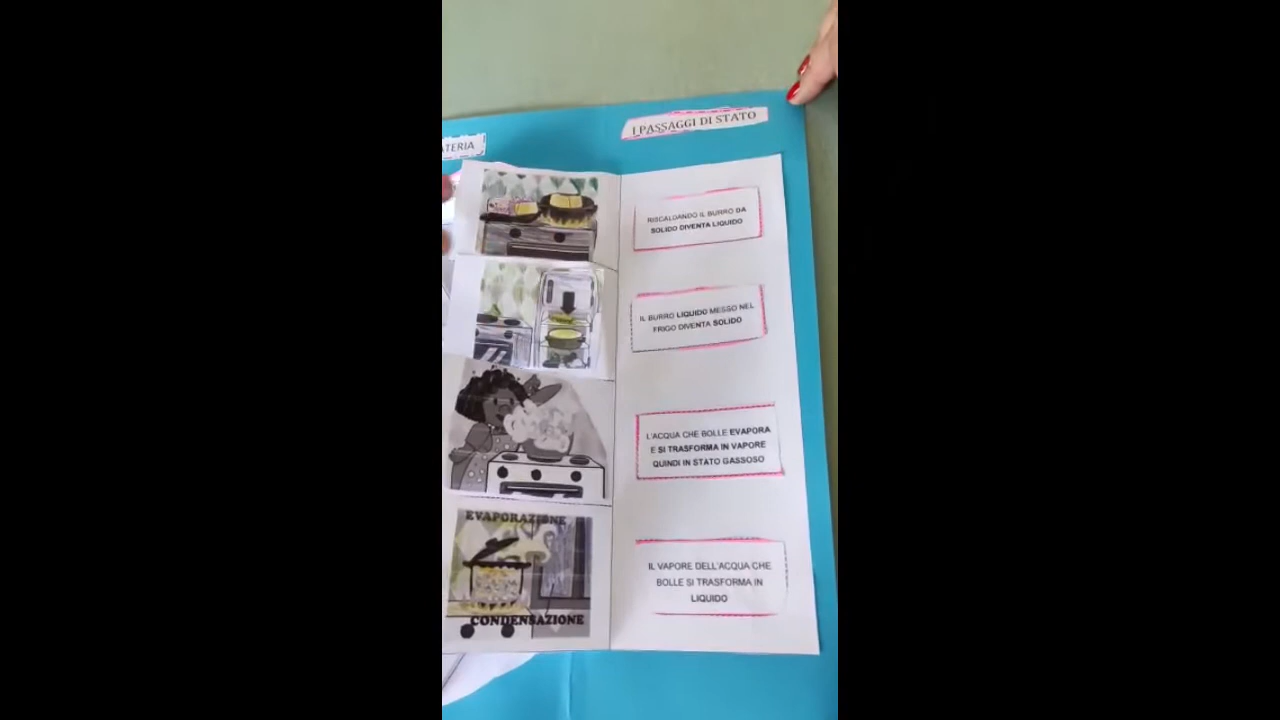 I PASSAGGI DI STATO
ATERIA
RISCALDANDO IL BURRO DA
SOLIDO DIVENTA LIQUIDO
IL BURRO LIQUIDO MESSO NEL
FRIGO DIVENTA SOLIDO
L'ACQUA CHE BOLLE EVAPORA
E SI TRASFORMA IN VAPORE
QUINDI IN STATO GASSOSO
EVAPORAZIONE
CONDENSAZIONE
IL VAPORE DELL'ACQUA CHE
BOLLE SI TRASFORMA IN
LIQUIDO